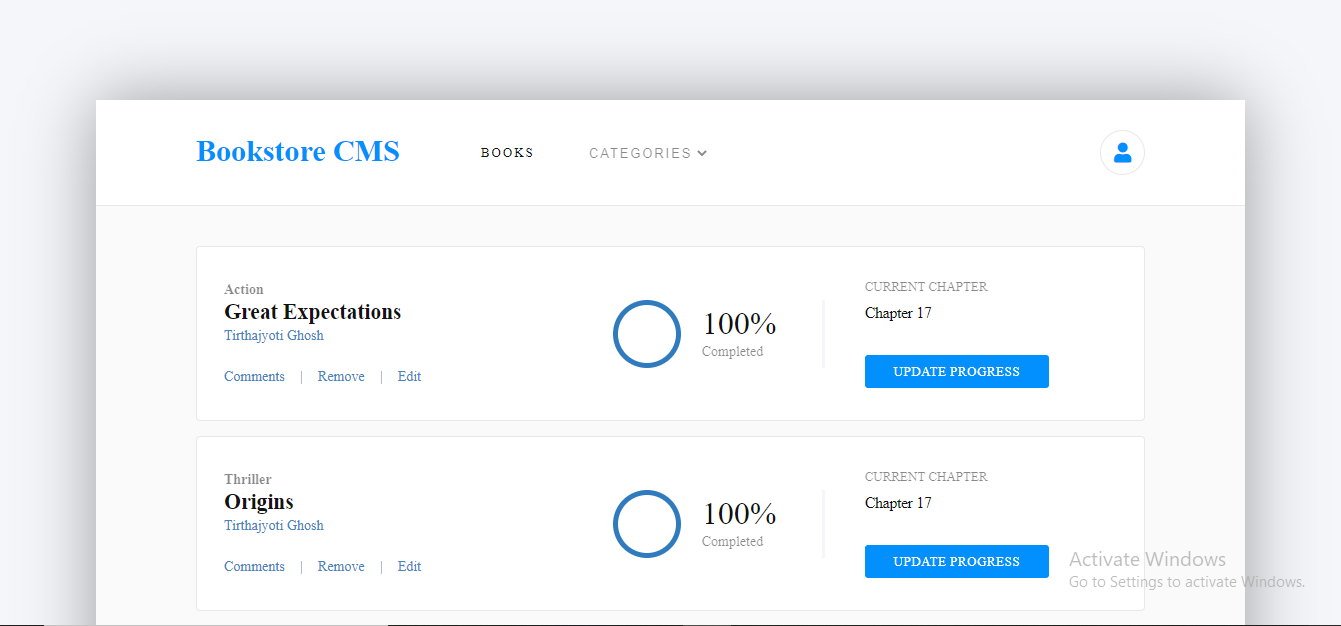 Bookstore CMS
BOOKS
CATEGORIES
Action
Great Expectations
Tirthajyoti Ghosh
Comments | Remove | Edit
100%
Completed
CURRENT CHAPTER
Chapter 17
UPDATE PROGRESS
Thriller
Origins
Tirthajyoti Ghosh
Comments | Remove | Edit
100%
Completed
CURRENT CHAPTER
Chapter 17
UPDATE PROGRESS
Activate Windows
Go to Settings to activate Windows.